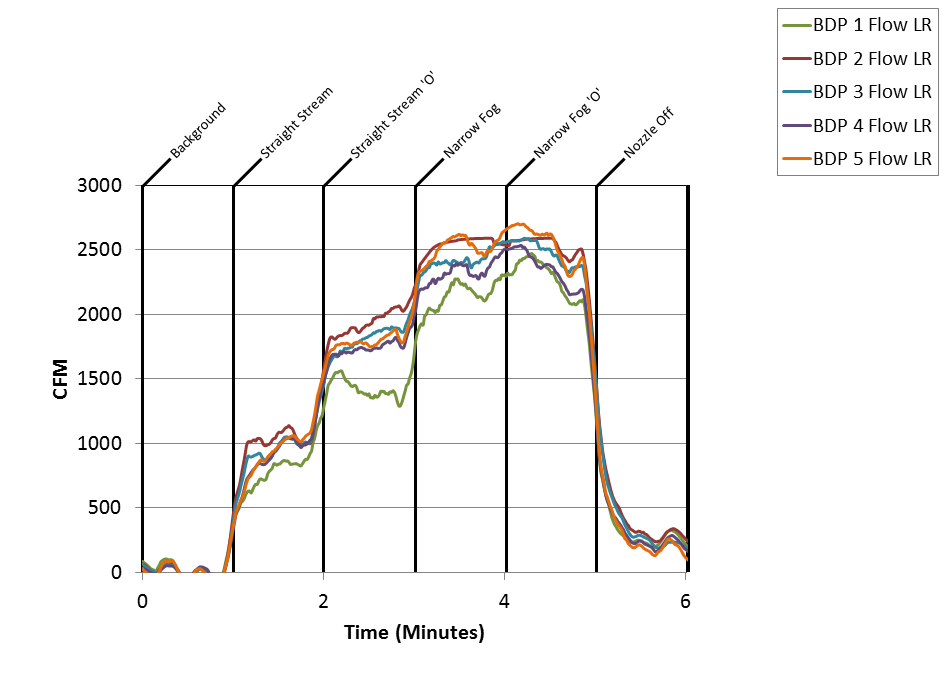 BDP 1 Flow LR
BDP 2 Flow LR
BDP 3 Flow LR
BDP 4 Flow LR
BDP 5 Flow LR
Background
Straight Stream
Straight Stream 'O'
Narrow Fog
Narrow Fog 'O'
Nozzle Off
3000
2500
2000
1500
1000
500
0
CFM
0 2 4 6
Time (Minutes)